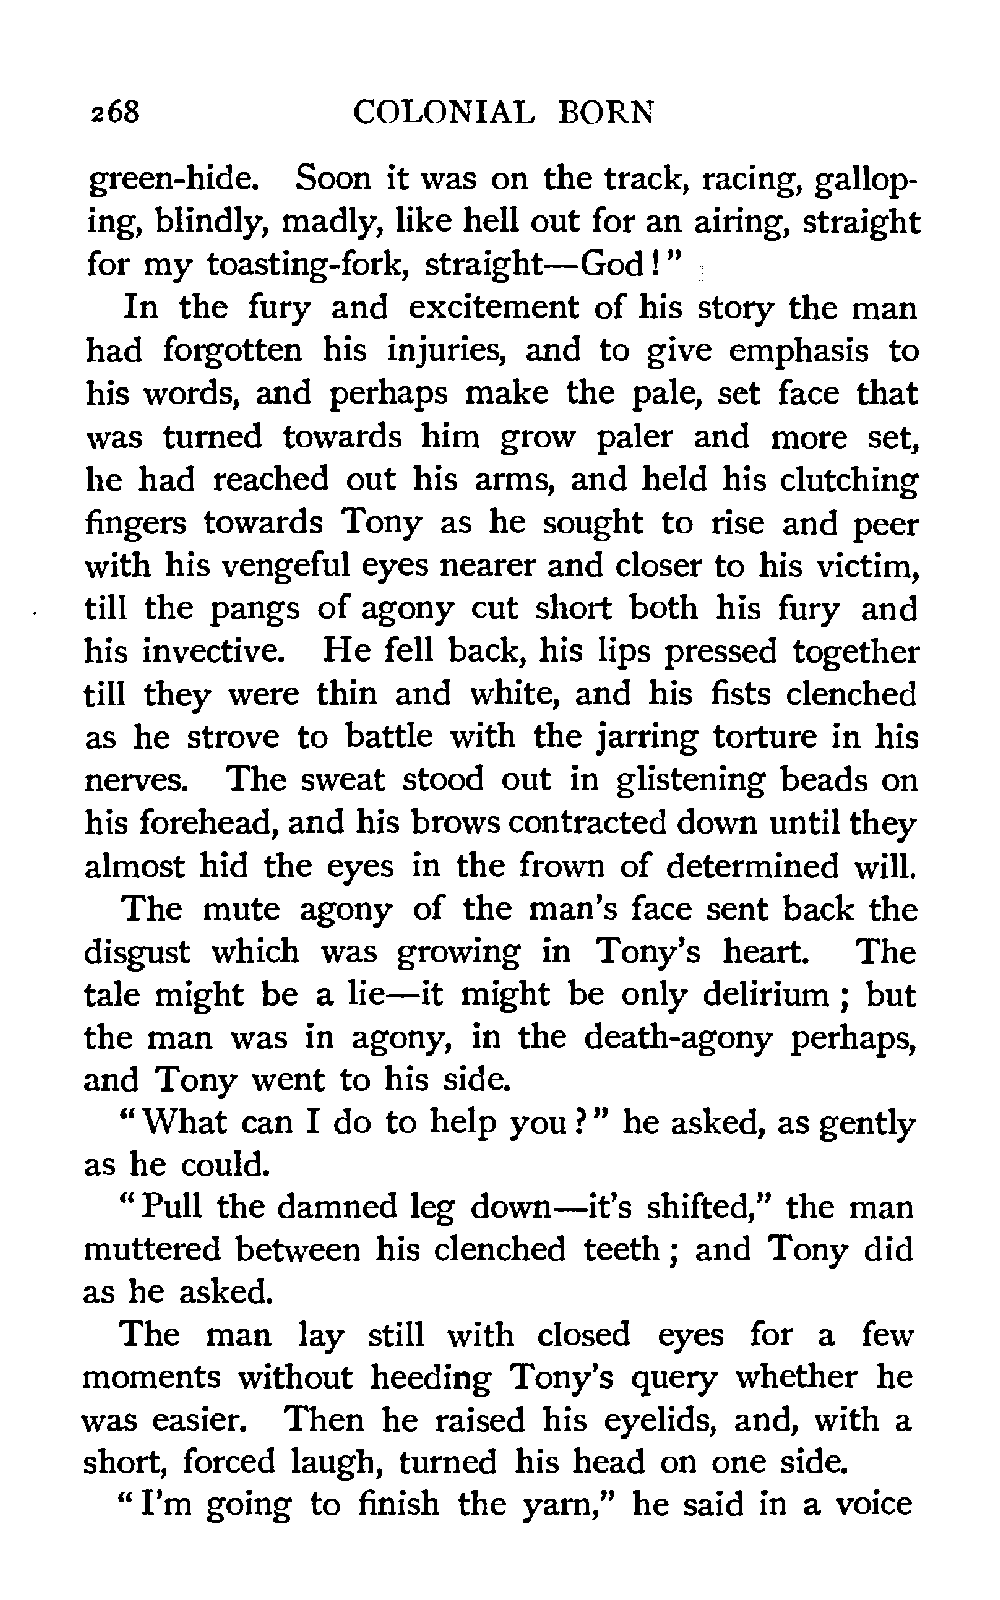 268 COLONIAL BORN
green-hide. Soon it was on the track, racing, gallop-
ing, blindly, madly, like hell out for an airing, straight
for my toasting-fork, straight—God!"
In the fury and excitement of his story the man
had forgotten his injuries, and to give emphasis to
his words, and perhaps make the pale, set face that
was turned towards him grow paler and more set,
he had reached out his arms, and held his clutching
fingers towards Tony as he sought to rise and peer
with his vengeful eyes nearer and closer to his victim,
till the pangs of agony cut short both his fury and
his invective. He fell back, his lips pressed together
till they were thin and white, and his fists clenched
as he strove to battle with the jarring torture in his
nerves. The sweat stood out in glistening beads on
his forehead, and his brows contracted down until they
almost hid the eyes in the frown of determined will.
The mute agony of the man's face sent back the
disgust which was growing in Tony's heart. The
tale might be a lie—it might be only delirium; but
the man was in agony, in the death-agony perhaps,
and Tony went to his side.
"What can I do to help you?" he asked, as gently
as he could.
"Pull the damned leg down—it's shifted," the man
muttered between his clenched teeth; and Tony did
as he asked.
The man lay still with closed eyes for a few
moments without heeding Tony's query whether he
was easier. Then he raised his eyelids, and, with a
short, forced laugh, turned his head on one side.
"I'm going to finish the yarn," he said in a voice